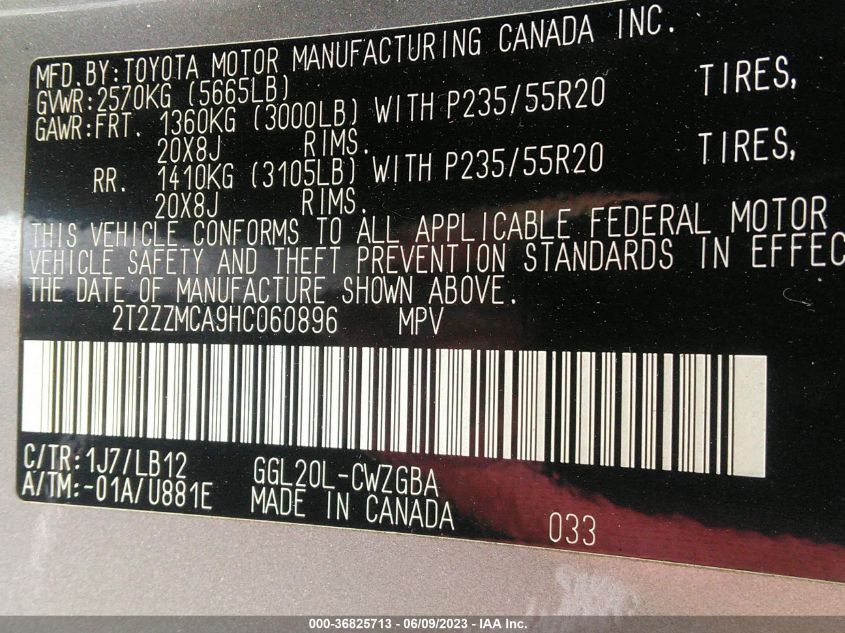 MFD. BY: TOYOTA MOTOR MANUFACTURING CANADA INC.
GVWR: 2570KG (5665LB)
GAWR: FRT. 1360KG (3000LB) WITH P235/55R20 TIRES,
20X8J RIMS.
RR. 1410KG (3105LB) WITH P235/55R20 TIRES,
20X8J RIMS.
THIS VEHICLE CONFORMS TO ALL APPLICABLE FEDERAL MOTOR
VEHICLE SAFETY AND THEFT PREVENTION STANDARDS IN EFFEC
THE DATE OF MANUFACTURE SHOWN ABOVE.
2T2ZZMCA9HC060896 MPV
C/TR: 1J7/LB12 GGL20L-CWZGBA
A/TM: -01A/U881E MADE IN CANADA 033
000-36825713 - 06/09/2023 - IAA Inc.